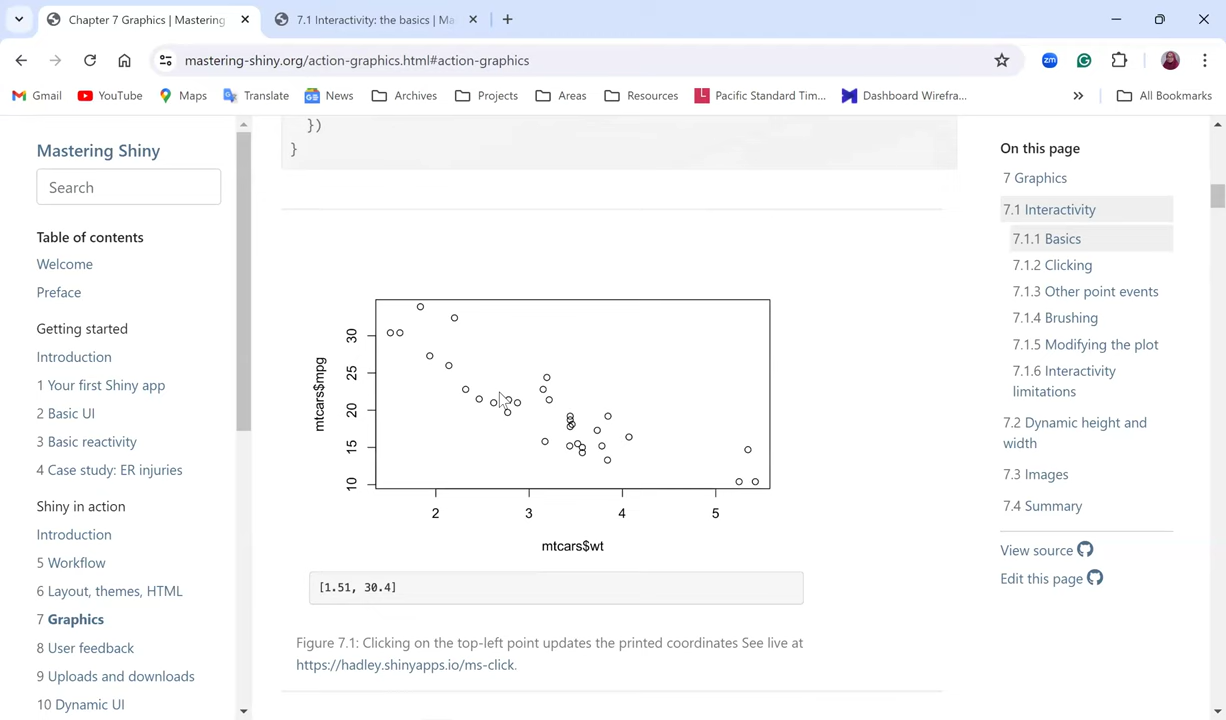 Chapter 7 Graphics | Mastering
7.1 Interactivity: the basics | Ma
mastering-shiny.org/action-graphics.html#action-graphics
zm
Gmail
YouTube
Maps
Translate
News
Archives
Projects
Areas
Resources
Pacific Standard Tim...
Dashboard Wirefra...
All Bookmarks
Mastering Shiny
Search
Table of contents
Welcome
Preface
Getting started
Introduction
1 Your first Shiny app
2 Basic UI
3 Basic reactivity
4 Case study: ER injuries
Shiny in action
Introduction
5 Workflow
6 Layout, themes, HTML
7 Graphics
8 User feedback
9 Uploads and downloads
10 Dynamic UI
})
}
mtcars$mpg
30
25
20
15
10
2 3 4 5
mtcars$wt
[1.51, 30.4]
Figure 7.1: Clicking on the top-left point updates the printed coordinates See live at
https://hadley.shinyapps.io/ms-click.
On this page
7 Graphics
7.1 Interactivity
7.1.1 Basics
7.1.2 Clicking
7.1.3 Other point events
7.1.4 Brushing
7.1.5 Modifying the plot
7.1.6 Interactivity
limitations
7.2 Dynamic height and
width
7.3 Images
7.4 Summary
View source
Edit this page